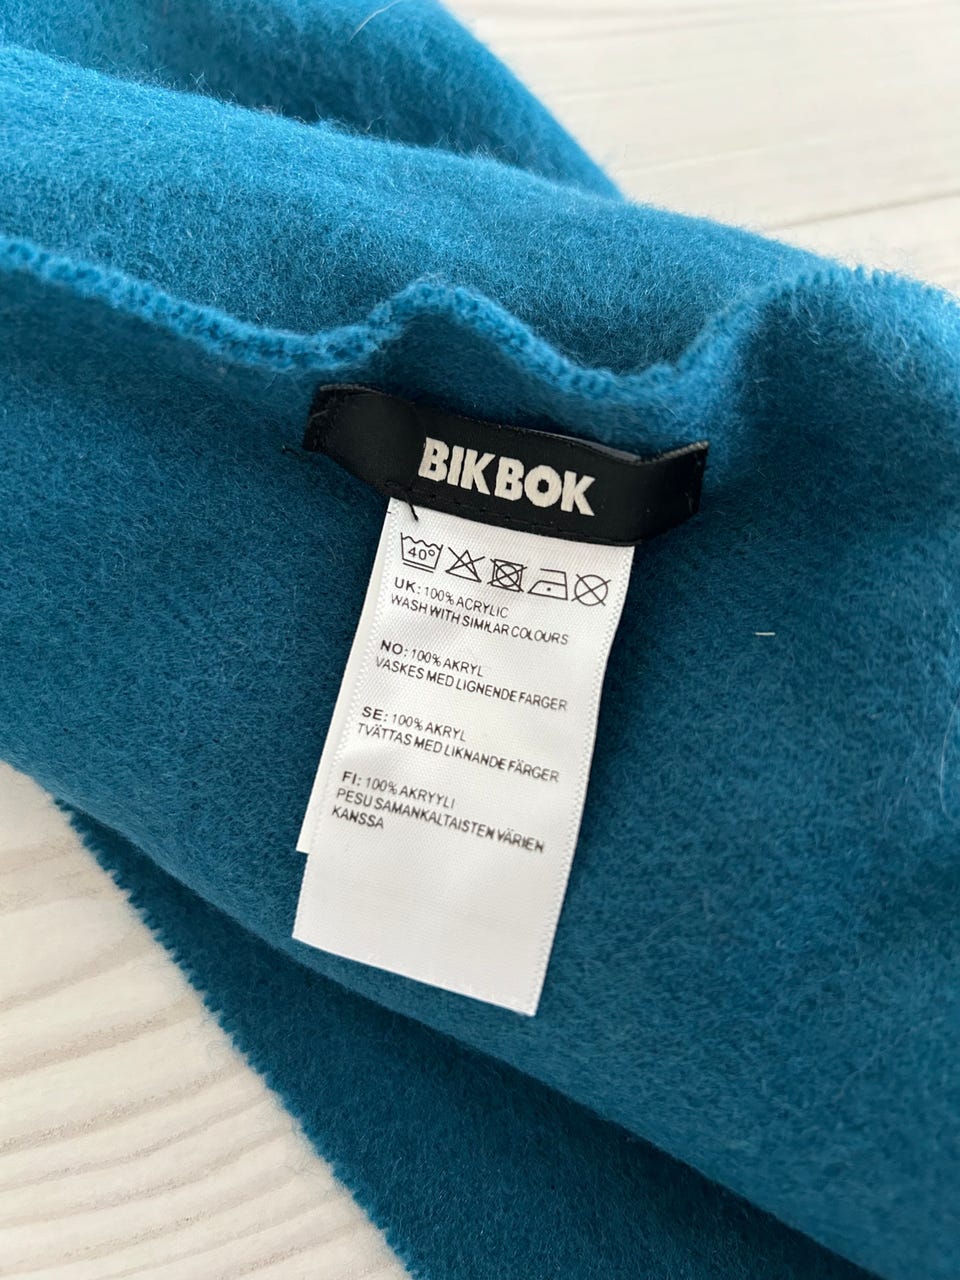 BIKBOK
40°
UK: 100% ACRYLIC
WASH WITH SIMILAR COLOURS
NO: 100% AKRYL
VASKES MED LIGNENDE FARGER
SE: 100% AKRYL
TVÄTTAS MED LIKNANDE FÄRGER
FI: 100% AKRYYLI
PESU SAMANKALTAISTEN VÄRIEN
KANSSA